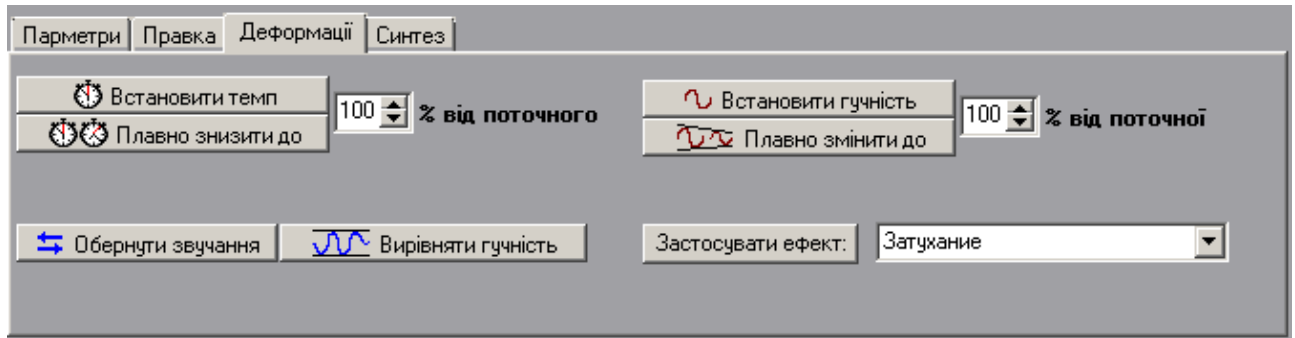 Парметри Правка Деформації Синтез
Встановити темп
Плавно знизити до
100 % від поточного
Встановити гучність
Плавно змінити до
100 % від поточної
Обернути звучання Вирівняти гучність Застосувати ефект: Затухание